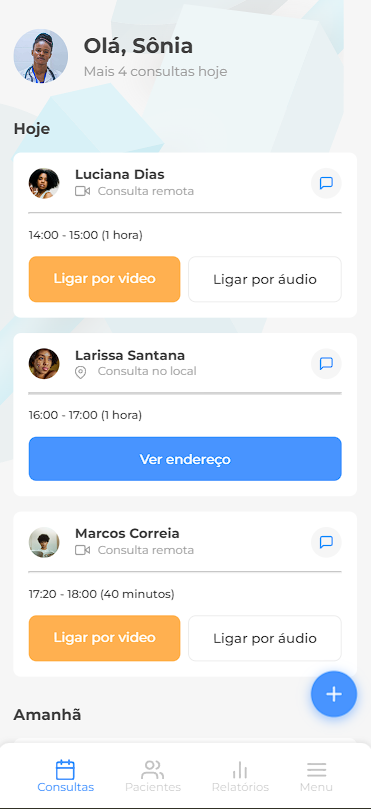 Olá, Sônia
Mais 4 consultas hoje
Hoje
Luciana Dias
Consulta remota
14:00 - 15:00 (1 hora)
Ligar por vídeo
Ligar por áudio
Larissa Santana
Consulta no local
16:00 - 17:00 (1 hora)
Ver endereço
Marcos Correia
Consulta remota
17:20 - 18:00 (40 minutos)
Ligar por vídeo
Ligar por áudio
Amanhã
Consultas
Pacientes
Relatórios
Menu